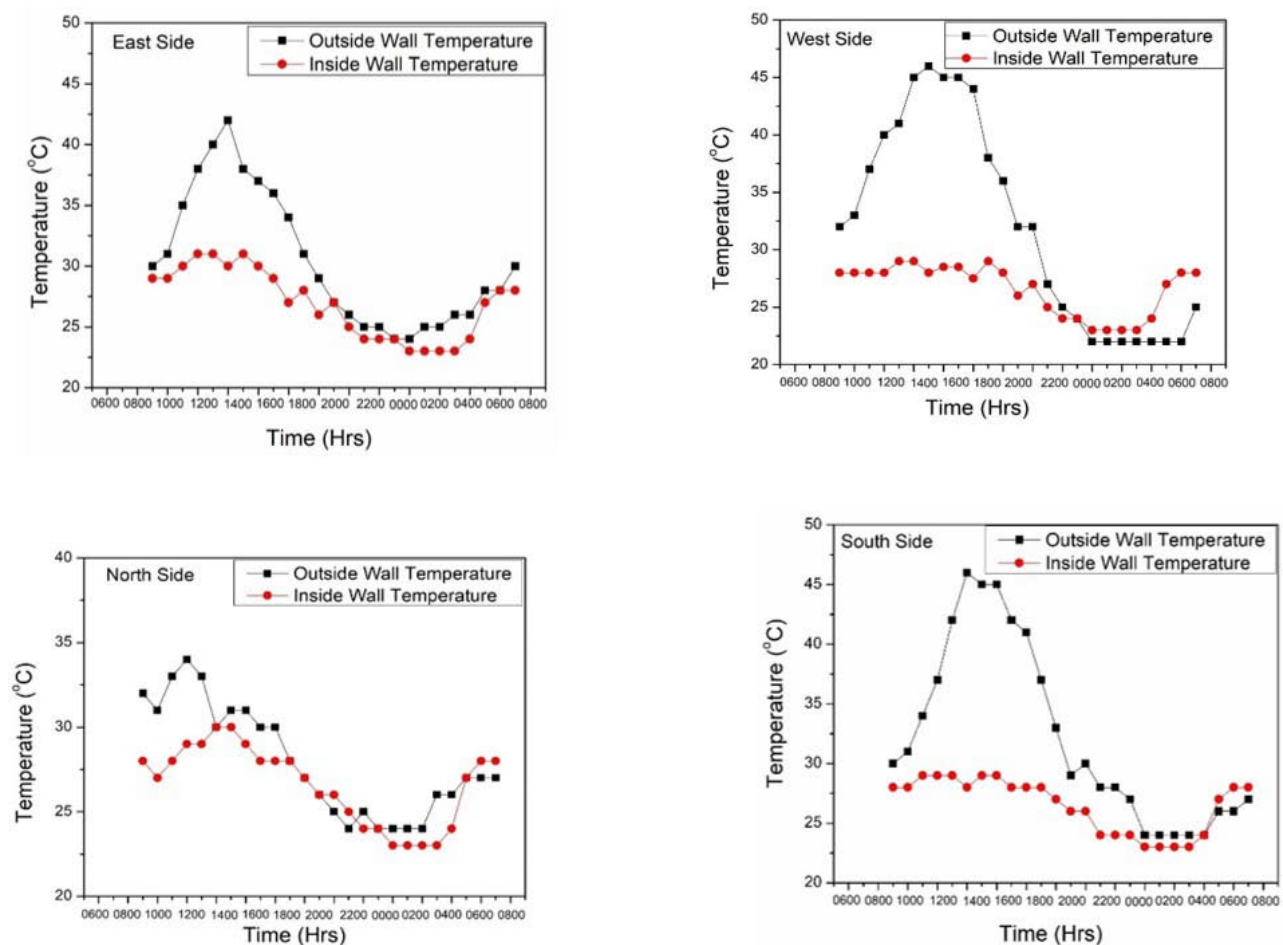 East Side
Outside Wall Temperature
Inside Wall Temperature
50
45
40
35
30
25
20
Temperature (°C)
0600 0800 1000 1200 1400 1600 1800 2000 2200 0000 0200 0400 0600 0800
Time (Hrs)
West Side
Outside Wall Temperature
Inside Wall Temperature
50
45
40
35
30
25
20
Temperature (°C)
0600 0800 1000 1200 1400 1600 1800 2000 2200 0000 0200 0400 0600 0800
Time (Hrs)
North Side
Outside Wall Temperature
Inside Wall Temperature
40
35
30
25
20
Temperature (°C)
0600 0800 1000 1200 1400 1600 1800 2000 2200 0000 0200 0400 0600 0800
Time (Hrs)
South Side
Outside Wall Temperature
Inside Wall Temperature
50
45
40
35
30
25
20
Temperature (°C)
0600 0800 1000 1200 1400 1600 1800 2000 2200 0000 0200 0400 0600 0800
Time (Hrs)